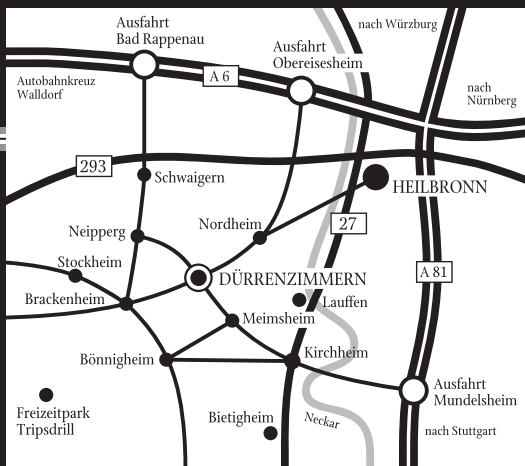 Ausfahrt
Bad Rappenau
nach Würzburg
Ausfahrt
Obereisesheim
A 6
Autobahnkreuz
Walldorf
nach
Nürnberg
293
Schwaigern
HEILBRONN
Nordheim
27
Neipperg
Stockheim
DÜRRENZIMMERN
A 81
Brackenheim
Lauffen
Meimsheim
Bönnigheim
Kirchheim
Ausfahrt
Mundelsheim
Freizeitpark
Tripsdrill
Bietigheim
Neckar
nach Stuttgart